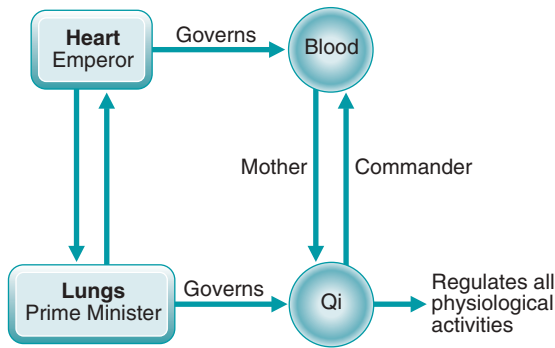 Heart
Emperor
Governs
Blood
Mother
Commander
Lungs
Prime Minister
Governs
Qi
Regulates all
physiological
activities